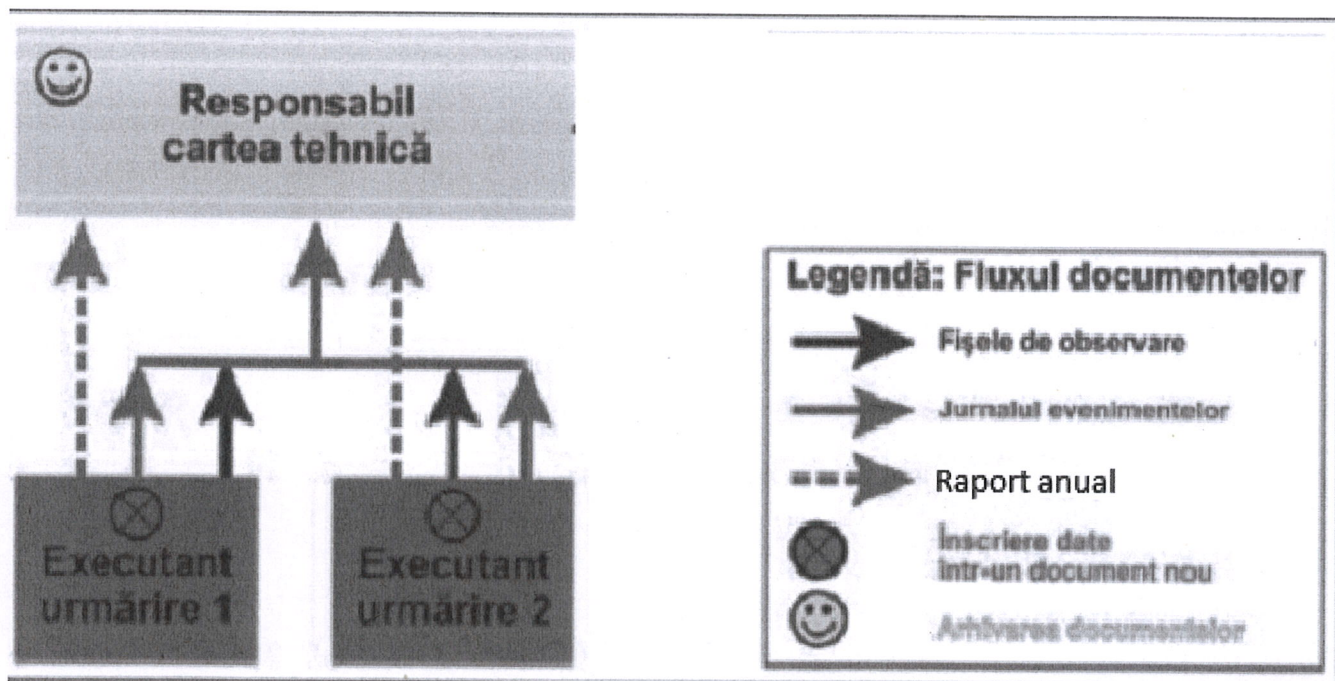 Responsabil
cartea tehnică
Executant
urmărire 1
Executant
urmărire 2
Legendă: Fluxul documentelor
Fişele de observare
Jurnalul evenimentelor
Raport anual
Înscriere date
într-un document nou
Arhivarea documentelor